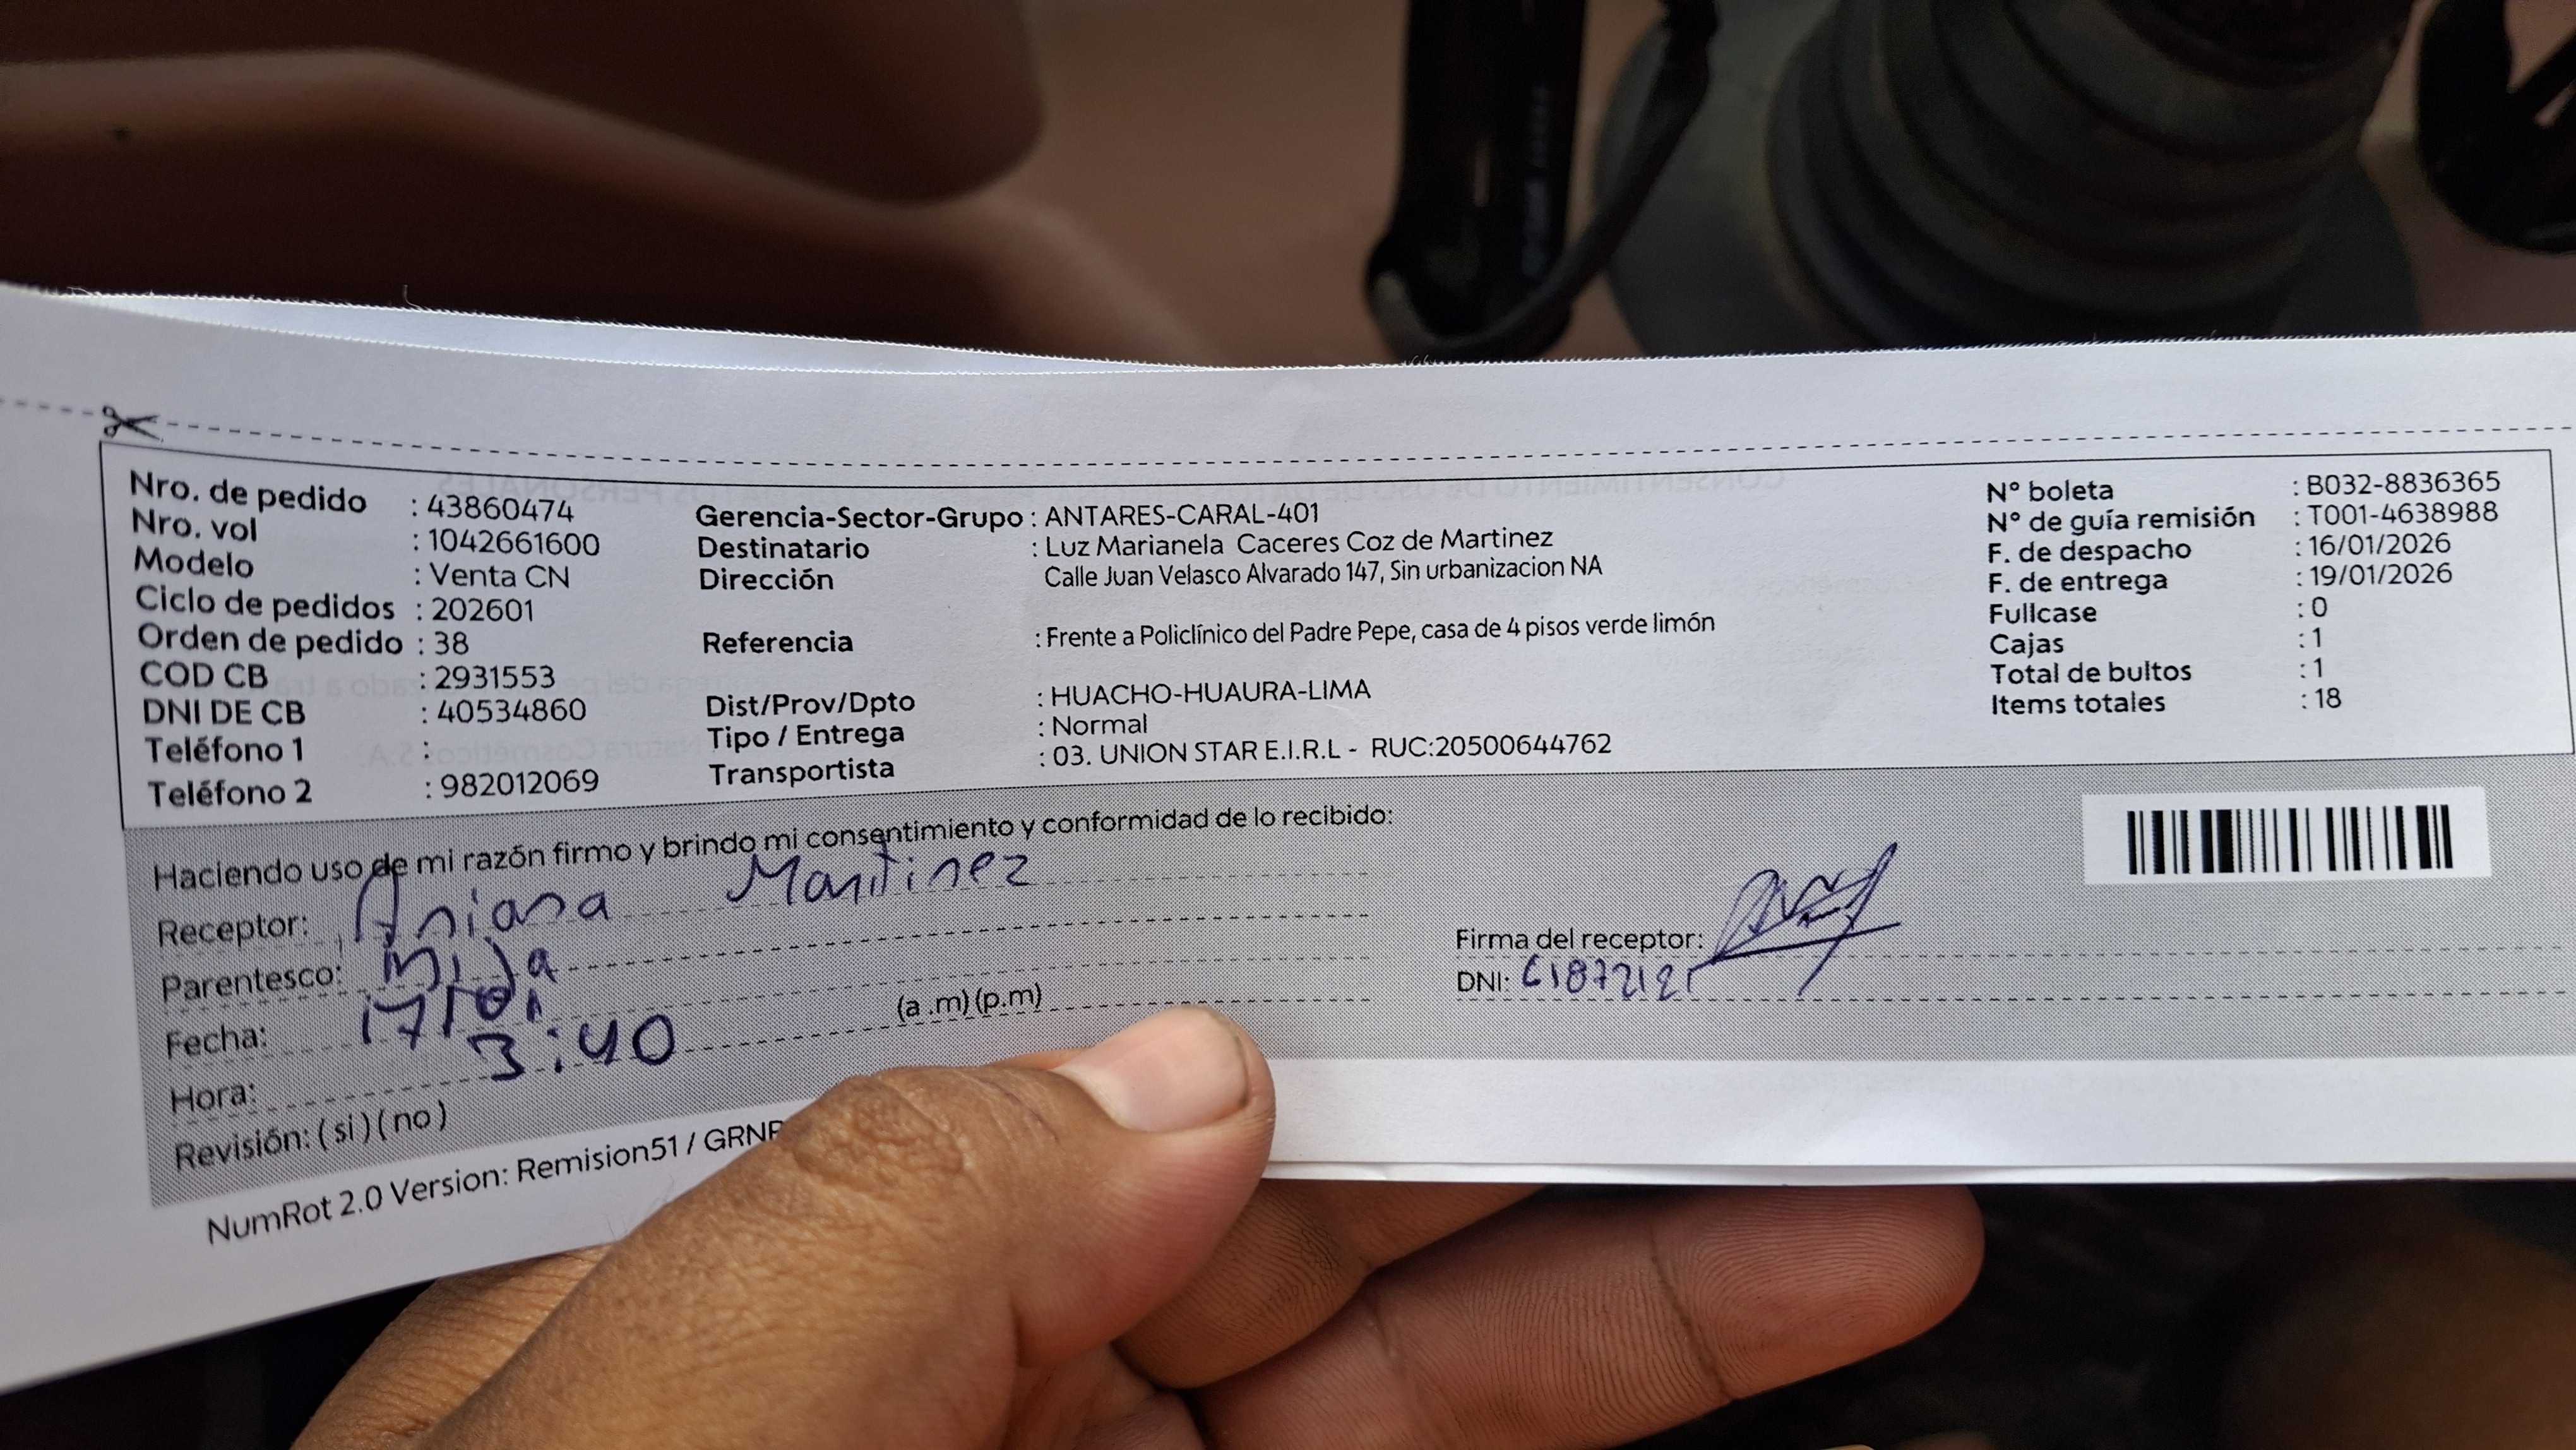 Nro. de pedido : 43860474
Nro. vol : 1042661600
Modelo : Venta CN
Ciclo de pedidos : 202601
Orden de pedido : 38
COD CB : 2931553
DNI DE CB : 40534860
Teléfono 1 :
Teléfono 2 : 982012069
Gerencia-Sector-Grupo : ANTARES-CARAL-401
Destinatario : Luz Marianela Caceres Coz de Martinez
Dirección Calle Juan Velasco Alvarado 147, Sin urbanizacion NA
Referencia : Frente a Policlínico del Padre Pepe, casa de 4 pisos verde limón
Dist/Prov/Dpto : HUACHO-HUAURA-LIMA
Tipo / Entrega : Normal
Transportista : 03. UNION STAR E.I.R.L - RUC:20500644762
N° boleta : B032-8836365
N° de guía remisión : T001-4638988
F. de despacho : 16/01/2026
F. de entrega : 19/01/2026
Fullcase : 0
Cajas : 1
Total de bultos : 1
Items totales : 18
Haciendo uso de mi razón firmo y brindo mi consentimiento y conformidad de lo recibido:
Receptor: Ariana Martinez
Parentesco: hija
Fecha: 17/01
Hora: 3:40 (a .m) (p.m)
Revisión: ( si ) ( no )
Firma del receptor:
DNI:
NumRot 2.0 Version: Remision51 /